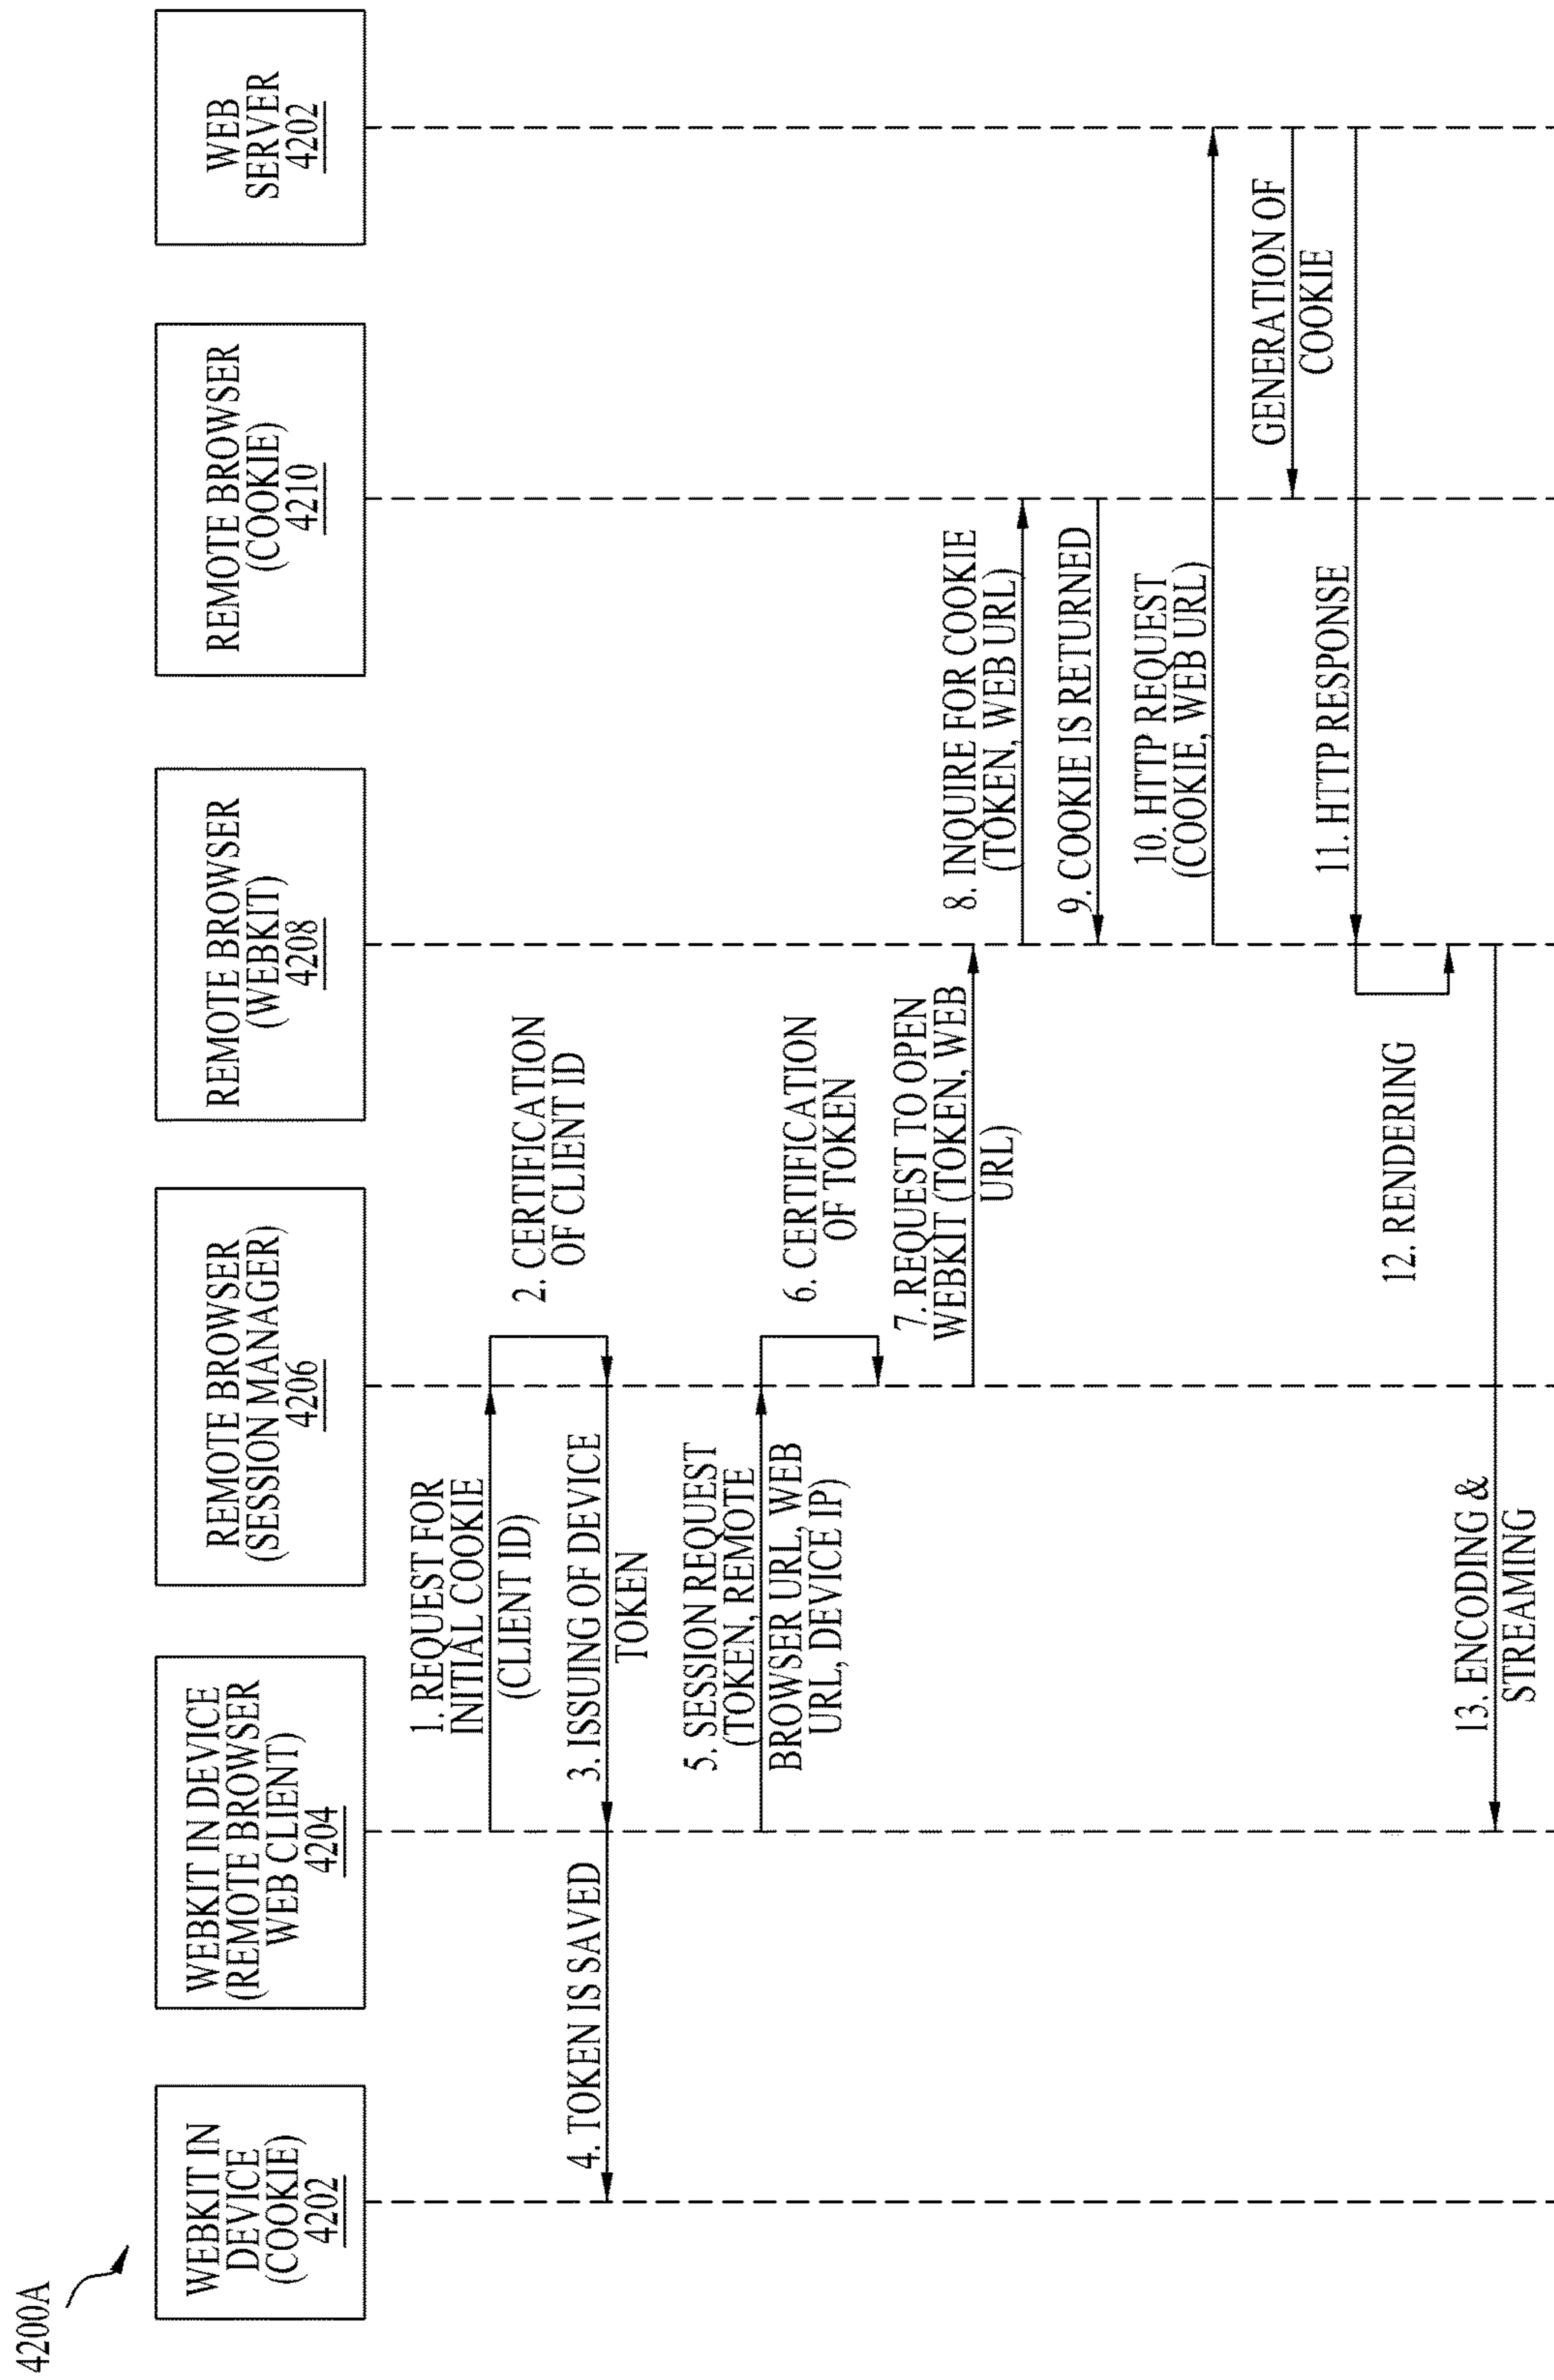 4200A
WEBKIT IN
DEVICE
(COOKIE)
4202
WEBKIT IN DEVICE
(REMOTE BROWSER
WEB CLIENT)
4204
REMOTE BROWSER
(SESSION MANAGER)
4206
REMOTE BROWSER
(WEBKIT)
4208
REMOTE BROWSER
(COOKIE)
4210
WEB
SERVER
4202
1. REQUEST FOR
INITIAL COOKIE
(CLIENT ID)
2. CERTIFICATION
OF CLIENT ID
3. ISSUING OF DEVICE
TOKEN
4. TOKEN IS SAVED
5. SESSION REQUEST
(TOKEN, REMOTE
BROWSER URL, WEB
URL, DEVICE IP)
6. CERTIFICATION
OF TOKEN
7. REQUEST TO OPEN
WEBKIT (TOKEN, WEB
URL)
8. INQUIRE FOR COOKIE
(TOKEN, WEB URL)
9. COOKIE IS RETURNED
10. HTTP REQUEST
(COOKIE, WEB URL)
GENERATION OF
COOKIE
11. HTTP RESPONSE
12. RENDERING
13. ENCODING &
STREAMING